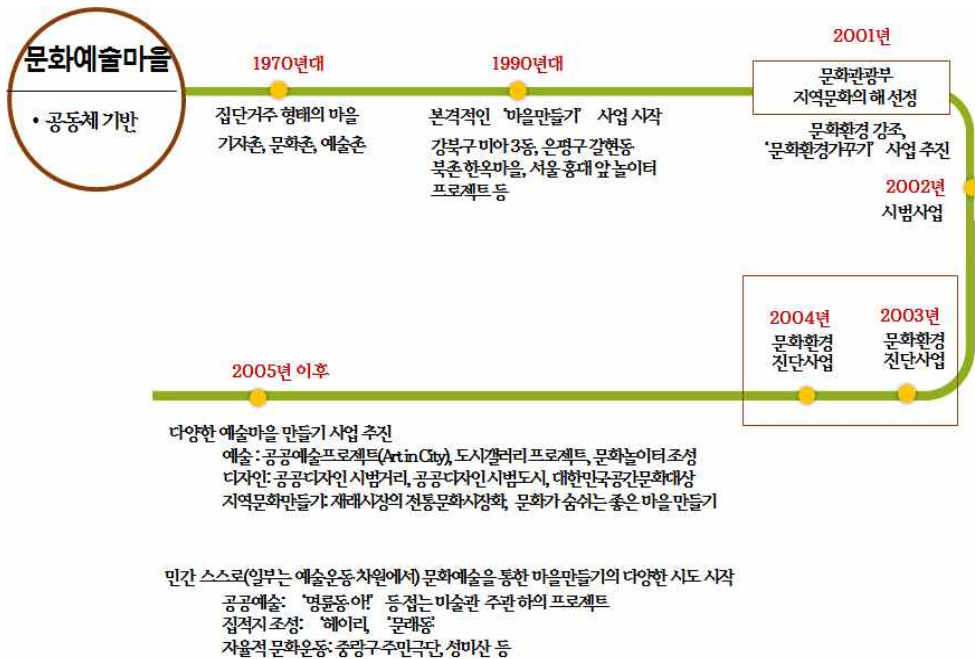 문화예술마을
• 공동체 기반
1970년대
집단거주 형태의 마을
기자촌, 문화촌, 예술촌
1990년대
본격적인 ‘마을만들기’ 사업 시작
강북구 미아 3동, 은평구 갈현동
북촌 한옥마을, 서울 홍대 앞 놀이터
프로젝트 등
2001년
문화관광부
지역문화의 해 선정
문화환경 강조,
‘문화환경가꾸기’ 사업 추진
2002년
시범사업
2003년
문화환경
진단사업
2004년
문화환경
진단사업
2005년 이후
다양한 예술마을 만들기 사업 추진
예술 : 공공예술프로젝트(Art in City), 도시갤러리 프로젝트, 문화놀이터 조성
디자인: 공공디자인 시범거리, 공공디자인 시범도시, 대한민국공간문화대상
지역문화만들기: 재래시장의 전통문화시장화, 문화가 숨쉬는 좋은 마을 만들기
민간 스스로(일부는 예술운동 차원에서) 문화예술을 통한 마을만들기의 다양한 시도 시작
공공예술: ‘명륜동 아!’ 등 접는 미술관 주관 하의 프로젝트
집적지 조성: ‘헤이리, ‘문래동’
자율적 문화운동: 중랑구 주민극단, 성미산 등